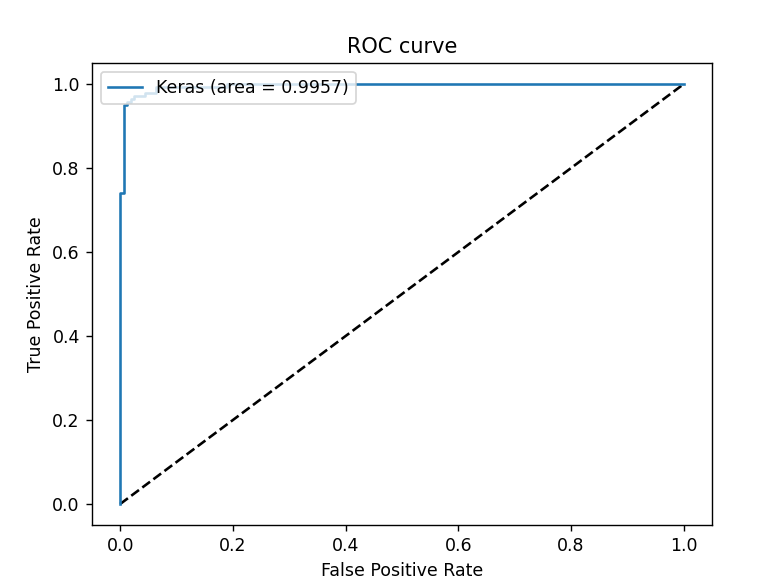 ROC curve
Keras (area = 0.9957)
1.0
0.8
0.6
0.4
0.2
0.0
True Positive Rate
0.0 0.2 0.4 0.6 0.8 1.0
False Positive Rate